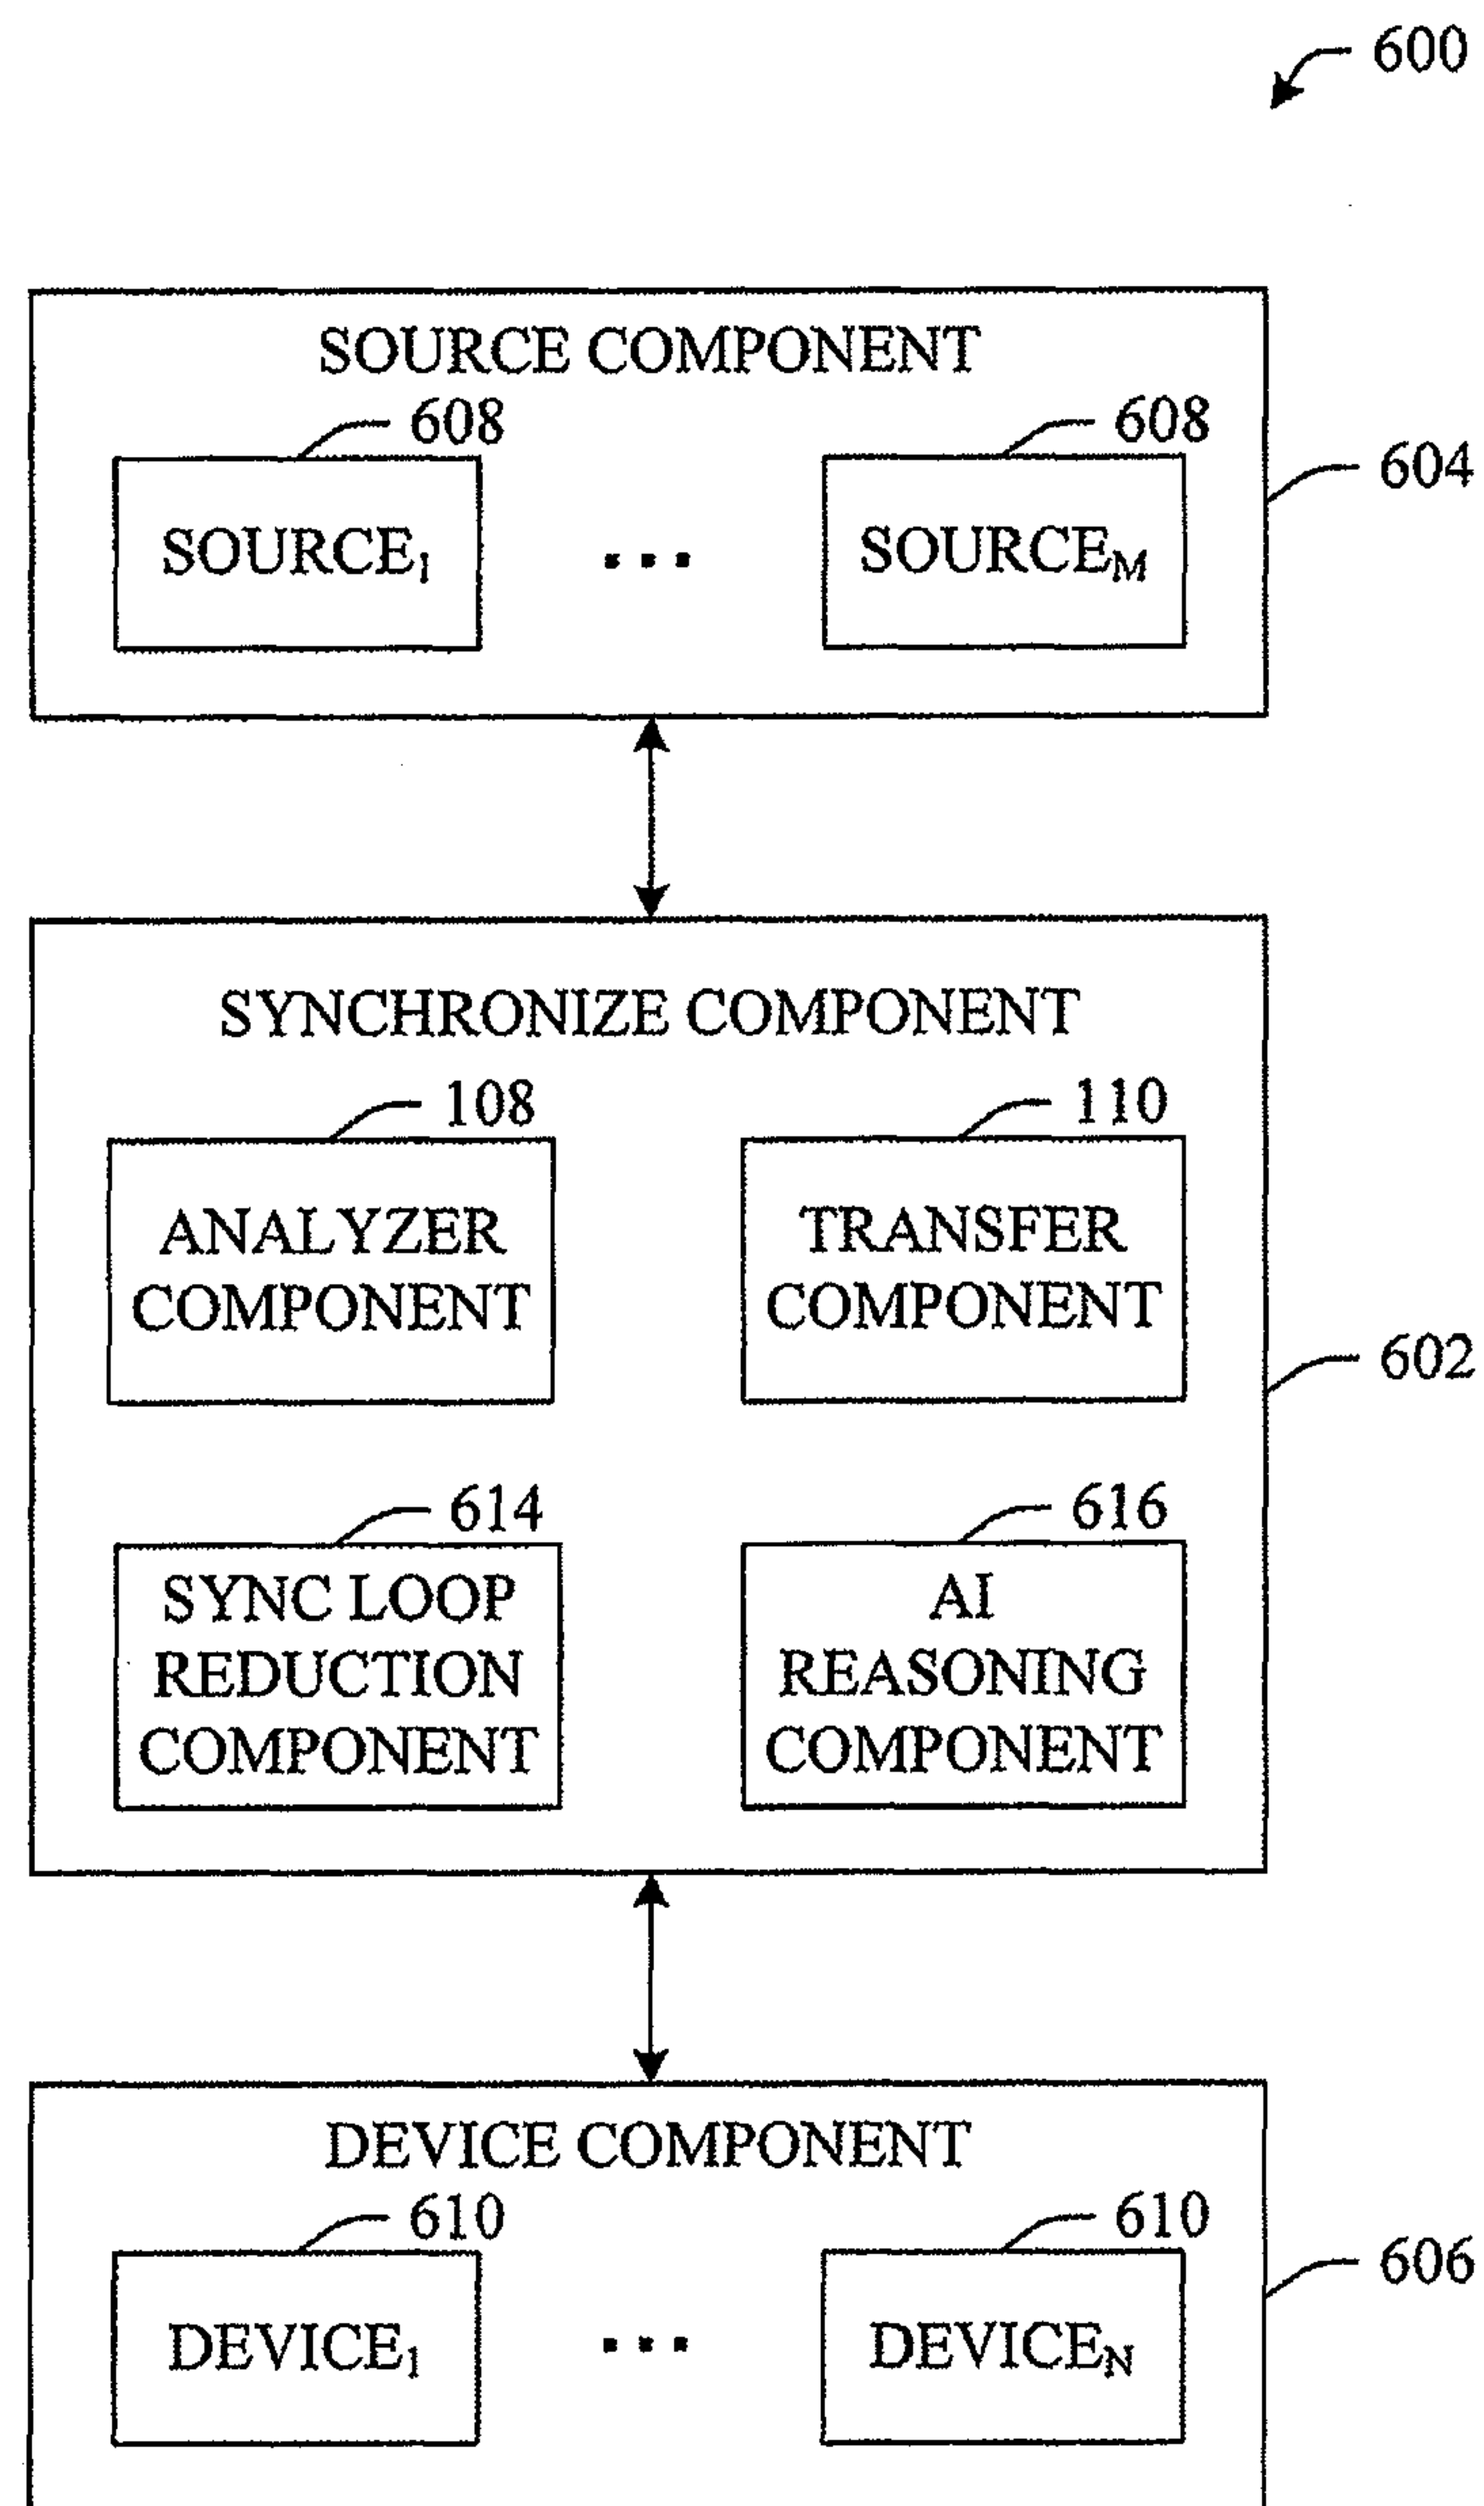 600
SOURCE COMPONENT
608 608
604
SOURCE1 ... SOURCEM
SYNCHRONIZE COMPONENT
108 110
ANALYZER
COMPONENT
TRANSFER
COMPONENT
602
614 616
SYNC LOOP
REDUCTION
COMPONENT
AI
REASONING
COMPONENT
DEVICE COMPONENT
610 610
606
DEVICE1 ... DEVICEN